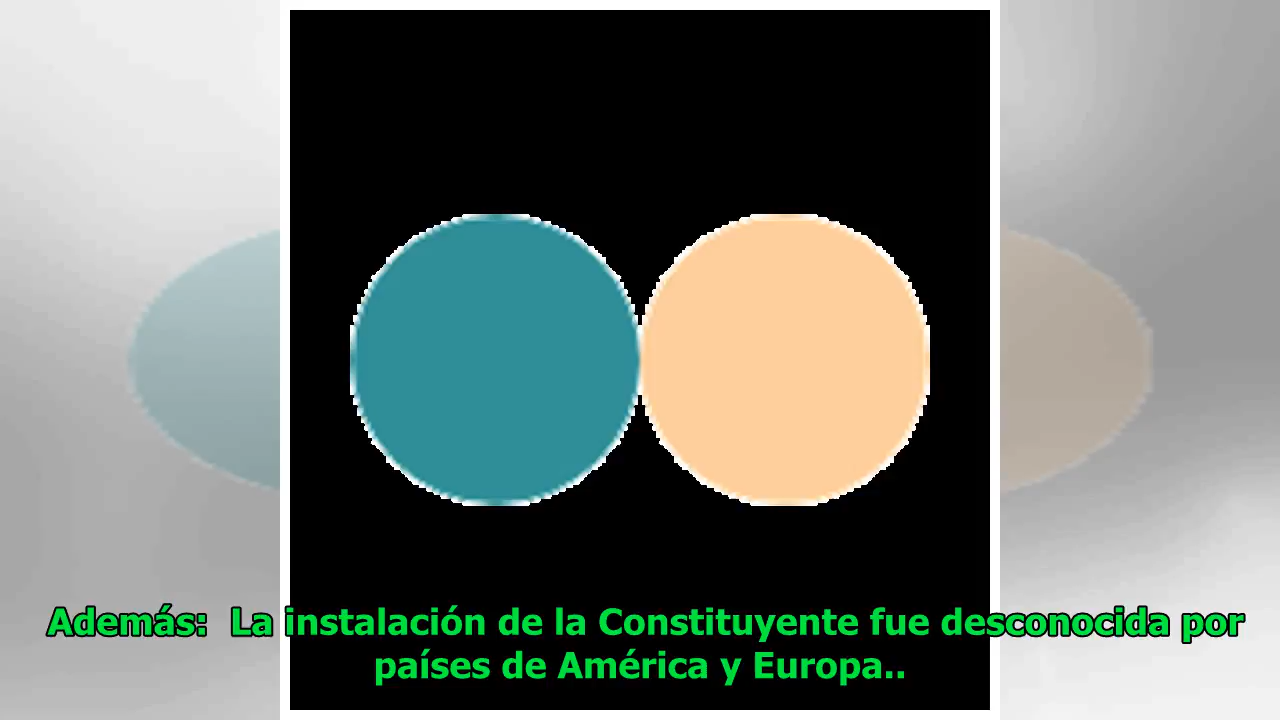 Además:  La instalación de la Constituyente fue desconocida por
países de América y Europa..